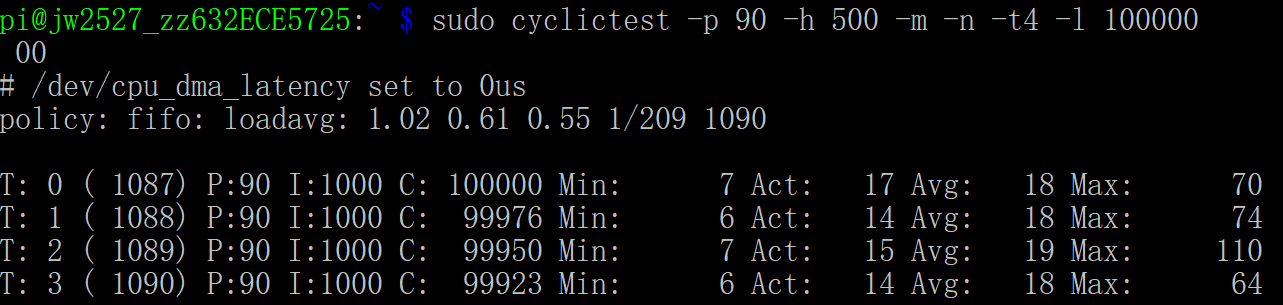 pi@jw2527_zz632ECE5725:~ $ sudo cyclictest -p 90 -h 500 -m -n -t4 -l 100000
00
# /dev/cpu_dma_latency set to 0us
policy: fifo: loadavg: 1.02 0.61 0.55 1/209 1090
T: 0 ( 1087) P:90 I:1000 C: 100000 Min: 7 Act: 17 Avg: 18 Max: 70
T: 1 ( 1088) P:90 I:1000 C: 99976 Min: 6 Act: 14 Avg: 18 Max: 74
T: 2 ( 1089) P:90 I:1000 C: 99950 Min: 7 Act: 15 Avg: 19 Max: 110
T: 3 ( 1090) P:90 I:1000 C: 99923 Min: 6 Act: 14 Avg: 18 Max: 64